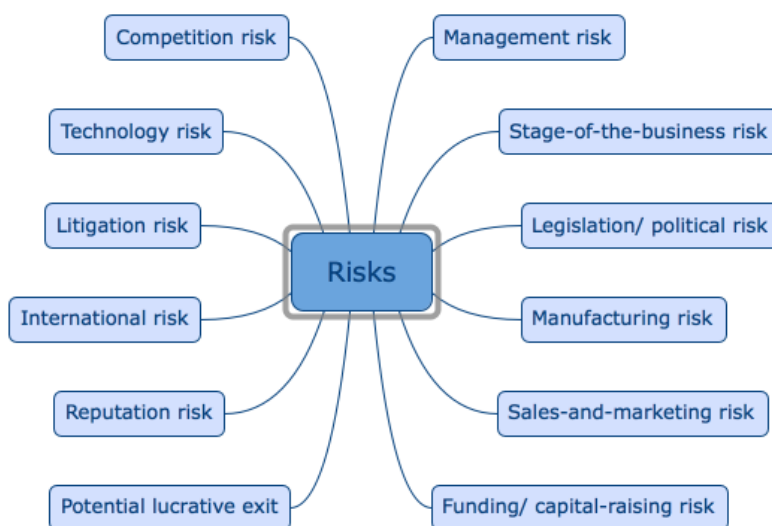 Competition risk
Management risk
Technology risk
Stage-of-the-business risk
Litigation risk
Legislation/ political risk
Risks
International risk
Manufacturing risk
Reputation risk
Sales-and-marketing risk
Potential lucrative exit
Funding/ capital-raising risk